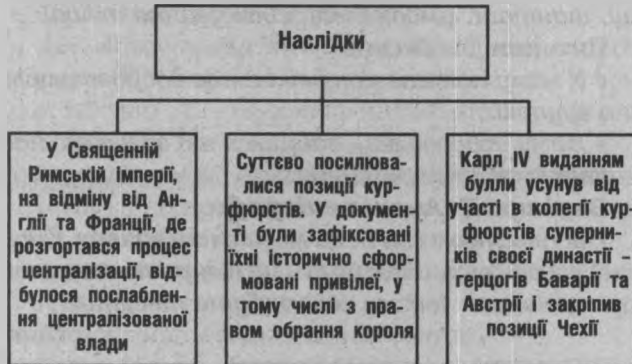 Наслідки
У Священній
Римській імперії,
на відміну від Ан-
глії та Франції, де
розгортався процес
централізації, від-
булося послаблен-
ня централізованої
влади
Суттєво посилюва-
лися позиції кур-
фюрстів. У докумен-
ті були зафіксовані
їхні історично сфор-
мовані привілеї, у
тому числі з пра-
вом обрання короля
Карл IV виданням
булли усунув від
участі в колегії кур-
фюрстів суперни-
ків своєї династії –
герцогів Баварії та
Австрії – закріпив
позиції Чехії